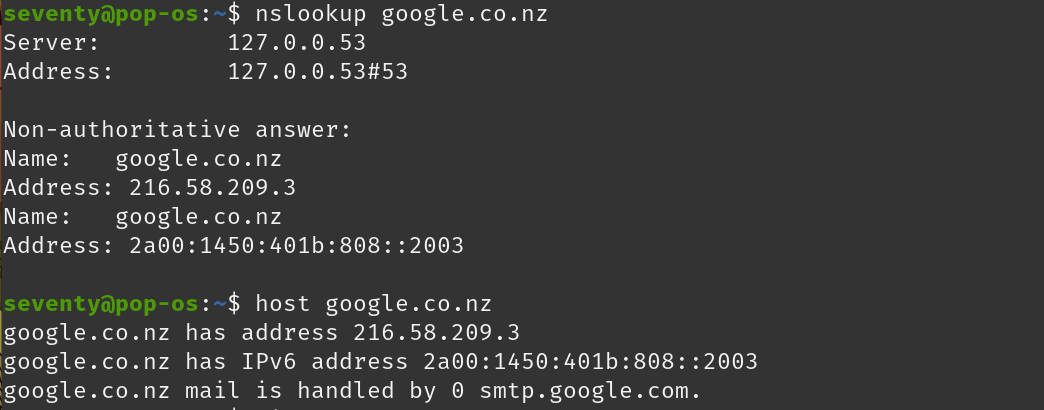 seventy@pop-os:~$ nslookup google.co.nz
Server:         127.0.0.53
Address:        127.0.0.53#53
Non-authoritative answer:
Name:   google.co.nz
Address: 216.58.209.3
Name:   google.co.nz
Address: 2a00:1450:401b:808::2003
seventy@pop-os:~$ host google.co.nz
google.co.nz has address 216.58.209.3
google.co.nz has IPv6 address 2a00:1450:401b:808::2003
google.co.nz mail is handled by 0 smtp.google.com.